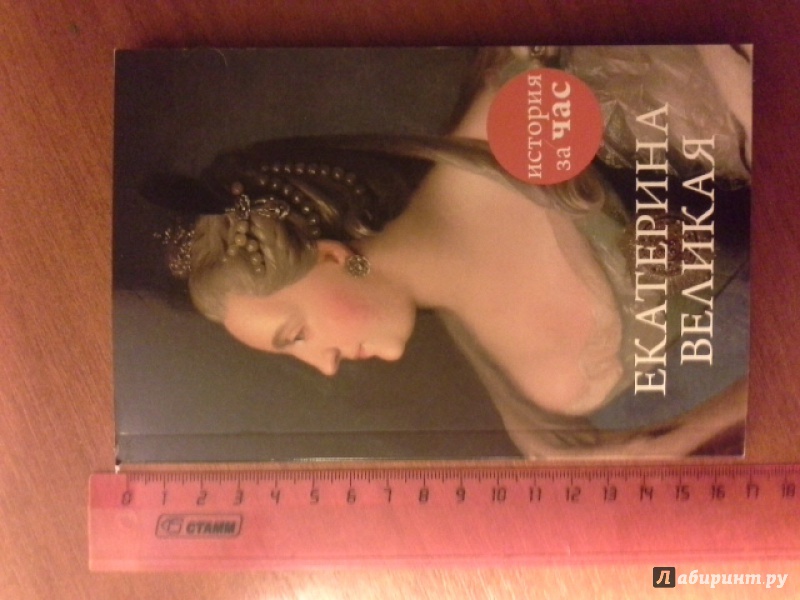 история
за час
ЕКАТЕРИНА
ВЕЛИКАЯ
0 1 2 3 4 5 6 7 8 9 10 11 12 13 14 15 16 17 18
СТАММ
Лабиринт.ру